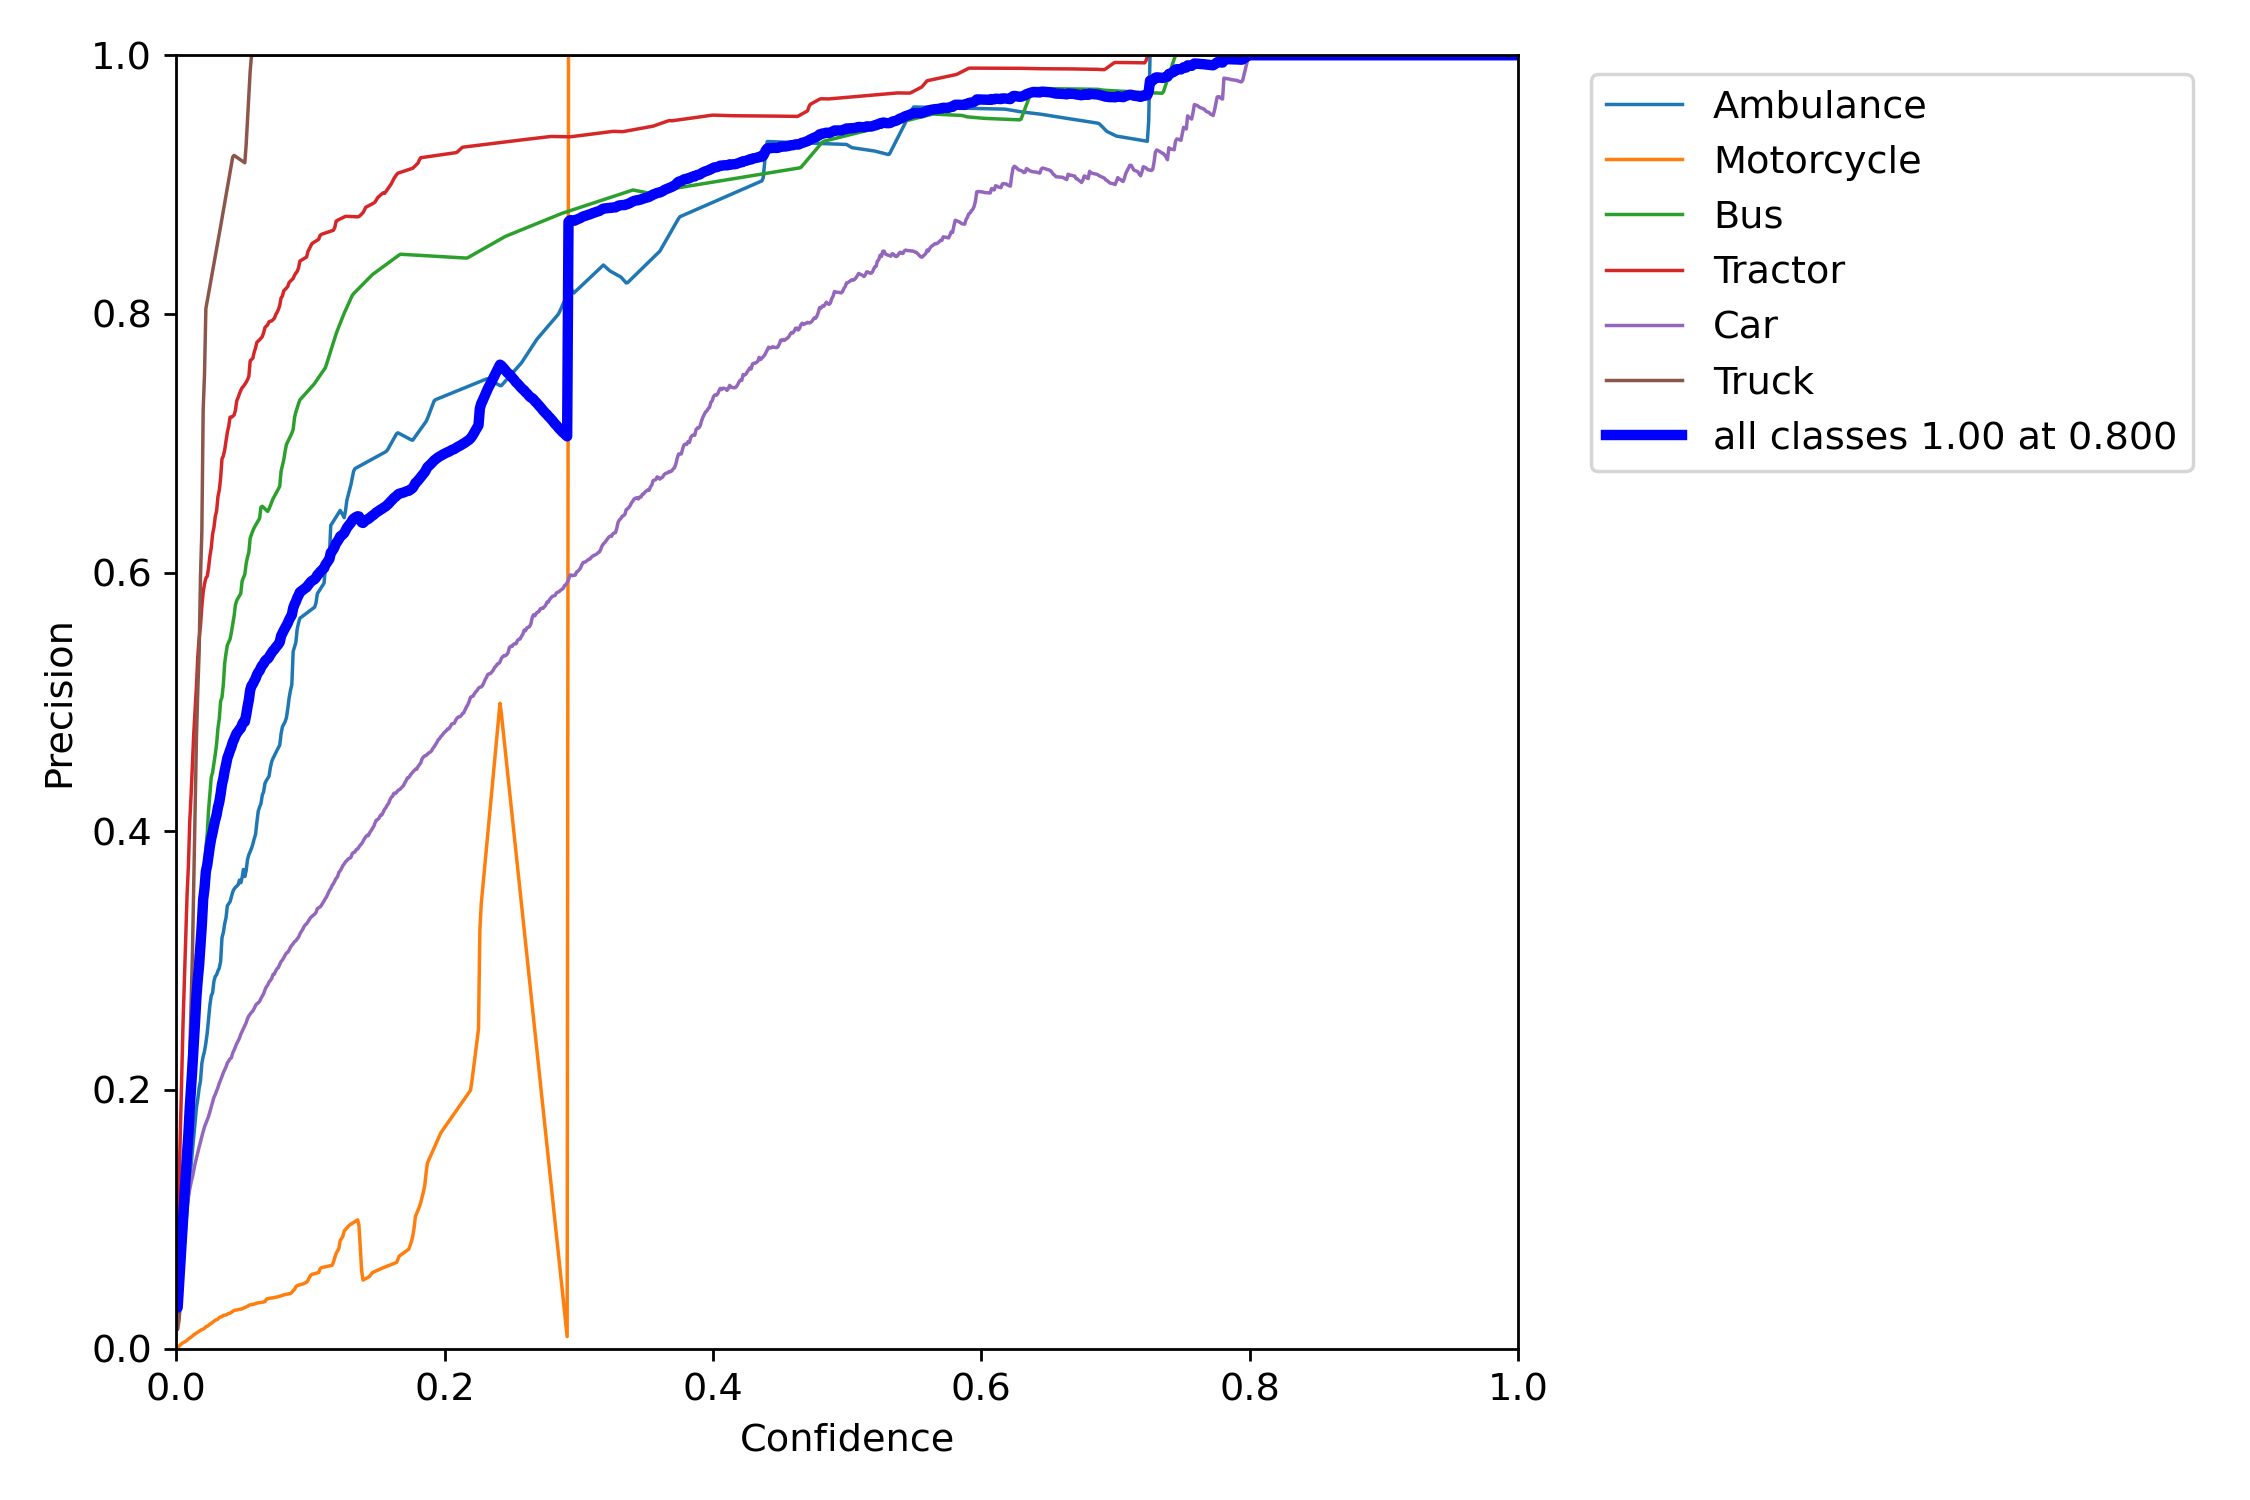 1.0
0.8
0.6
0.4
0.2
0.0
Precision
0.0 0.2 0.4 0.6 0.8 1.0
Confidence
Ambulance
Motorcycle
Bus
Tractor
Car
Truck
all classes 1.00 at 0.800